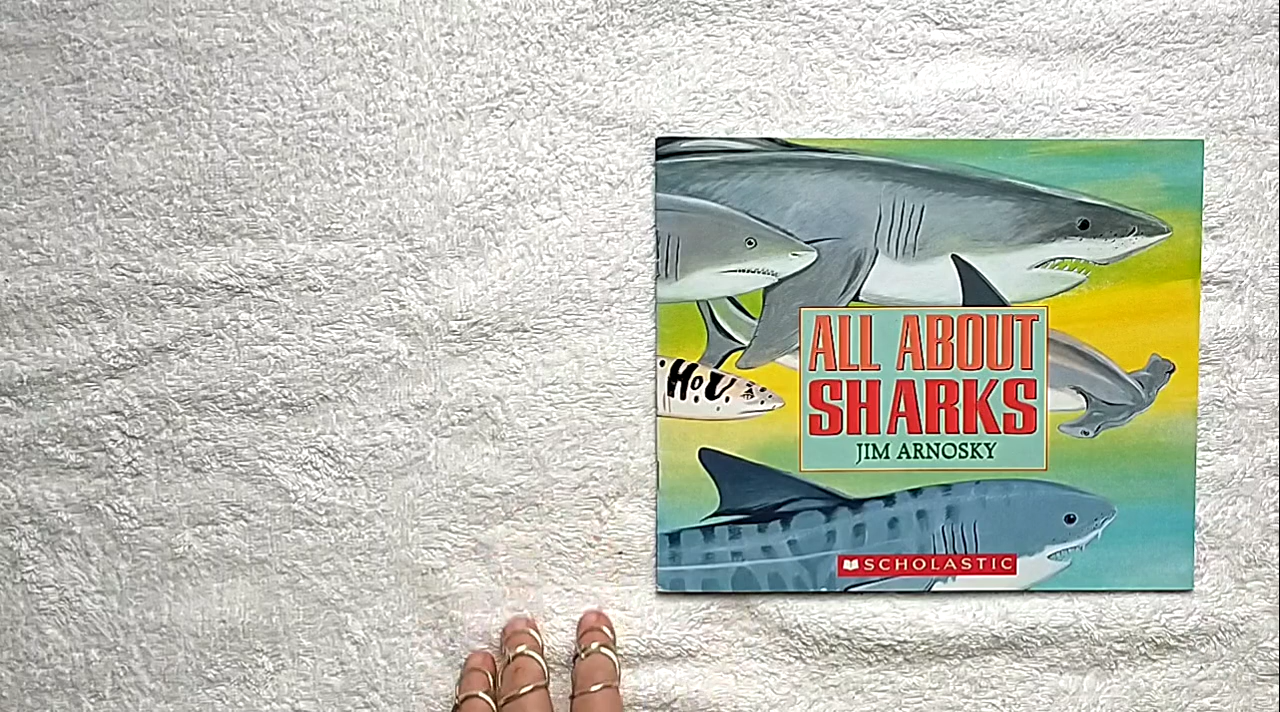 ALL ABOUT
SHARKS
JIM ARNOSKY
H.V.
SCHOLASTIC